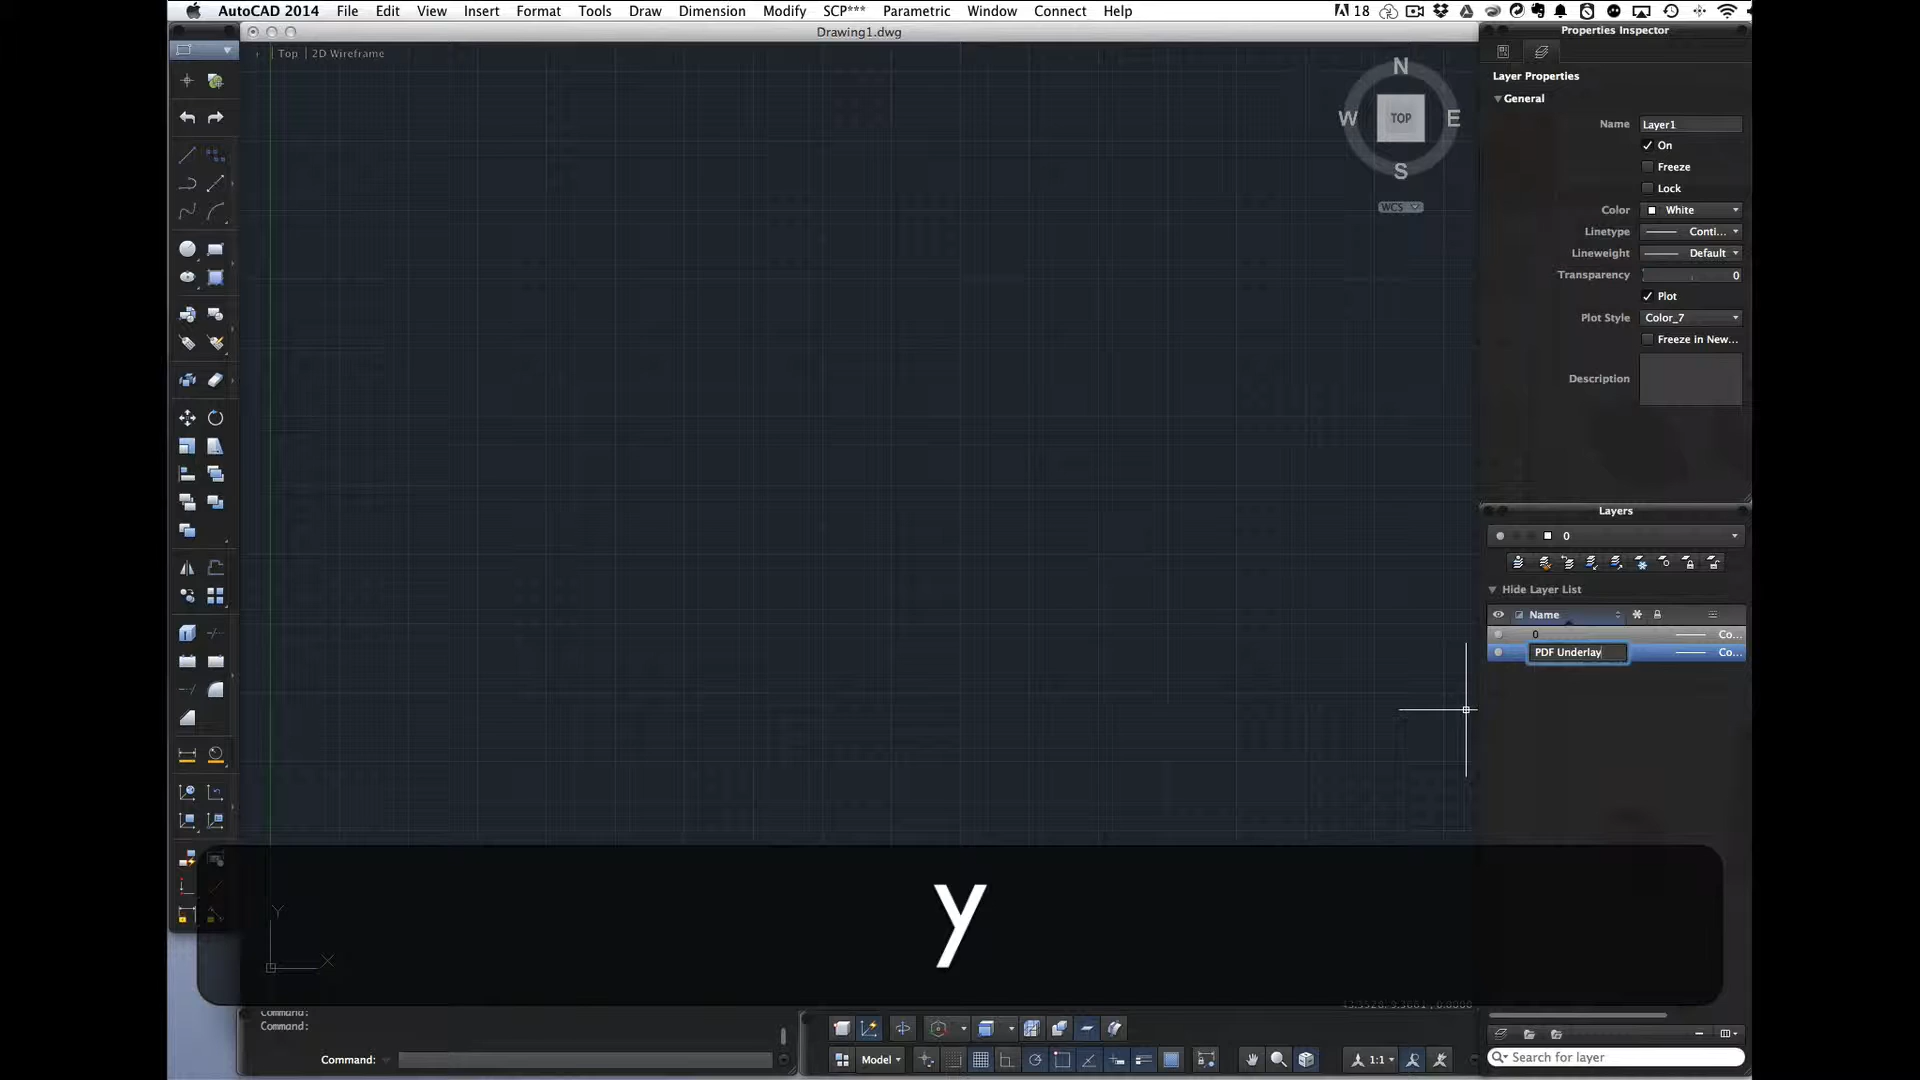 AutoCAD 2014 File Edit View Insert Format Tools Draw Dimension Modify SCP*** Parametric Window Connect Help 18
Drawing1.dwg
Top | 2D Wireframe
N
W TOP E
S
WCS
Properties Inspector
Layer Properties
General
Name Layer1
On
Freeze
Lock
Color White
Linetype Conti...
Lineweight Default
Transparency 0
Plot
Plot Style Color_7
Freeze in New...
Description
Layers
0
Hide Layer List
Name
0 Co...
PDF Underlay Co...
y
Y
X
Command:
Command:
Command:
Model 1:1
Search for layer